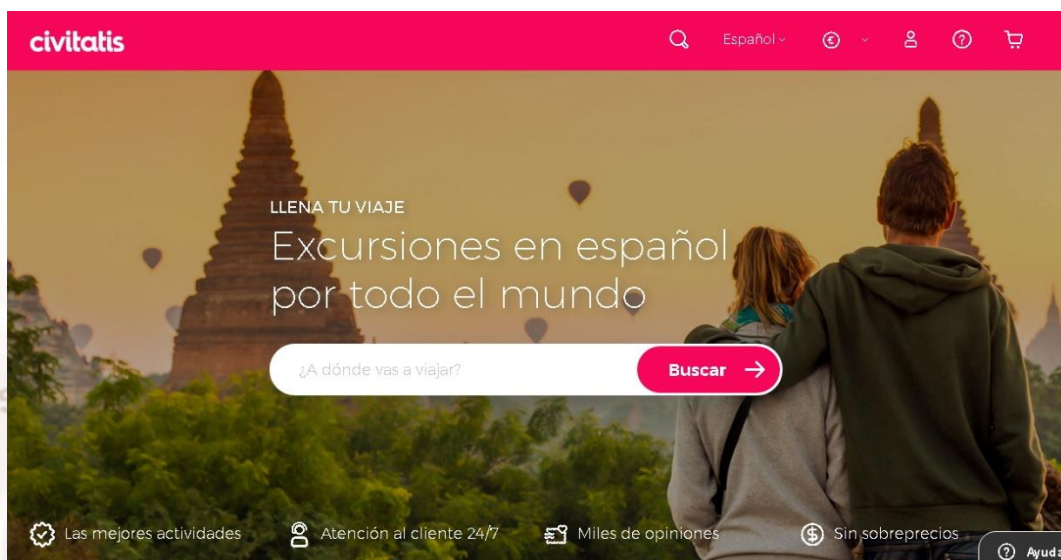 civitatis
Español
LLENA TU VIAJE
Excursiones en español
por todo el mundo
¿A dónde vas a viajar?
Buscar
Las mejores actividades
Atención al cliente 24/7
Miles de opiniones
Sin sobreprecios
Ayuda